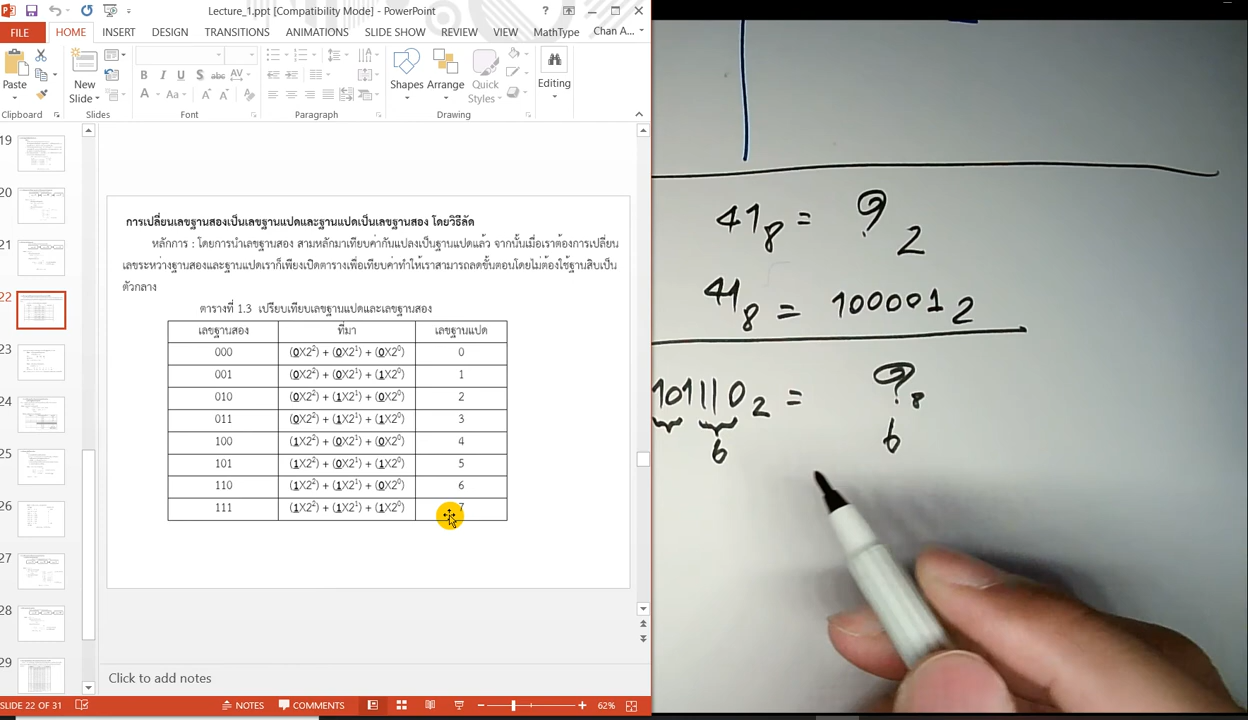 Lecture_1.ppt [Compatibility Mode] - PowerPoint
FILE HOME INSERT DESIGN TRANSITIONS ANIMATIONS SLIDE SHOW REVIEW VIEW MathType Chan A...
Paste New Slide Shapes Arrange Quick Styles Editing
Clipboard Slides Font Paragraph Drawing
19
20
21
22
23
24
25
26
27
28
29
การเปลี่ยนเลขฐานสองเป็นเลขฐานแปดและฐานแปดเป็นเลขฐานสอง โดยวิธีลัด
หลักการ : โดยการนำเลขฐานสอง สามหลักมาเทียบค่ากันแปลงเป็นฐานแปดแล้ว จากนั้นเมื่อเราต้องการเปลี่ยน
เลขระหว่างฐานสองและฐานแปดเราก็เพียงเปิดตารางเพื่อเทียบค่าทำให้เราสามารถลดขั้นตอนโดยไม่ต้องใช้ฐานสิบเป็น
ตัวกลาง
ตารางที่ 1.3 เปรียบเทียบเลขฐานแปดและเลขฐานสอง
เลขฐานสอง ที่มา เลขฐานแปด
000 (0X2²) + (0X2¹) + (0X2⁰) 0
001 (0X2²) + (0X2¹) + (1X2⁰) 1
010 (0X2²) + (1X2¹) + (0X2⁰) 2
011 (0X2²) + (1X2¹) + (1X2⁰) 3
100 (1X2²) + (0X2¹) + (0X2⁰) 4
101 (1X2²) + (0X2¹) + (1X2⁰) 5
110 (1X2²) + (1X2¹) + (0X2⁰) 6
111 (1X2²) + (1X2¹) + (1X2⁰) 7
Click to add notes
SLIDE 22 OF 31 NOTES COMMENTS 62%
41₈ = ?₂
41₈ = 100001₂
101110₂ = ?₈
6 6